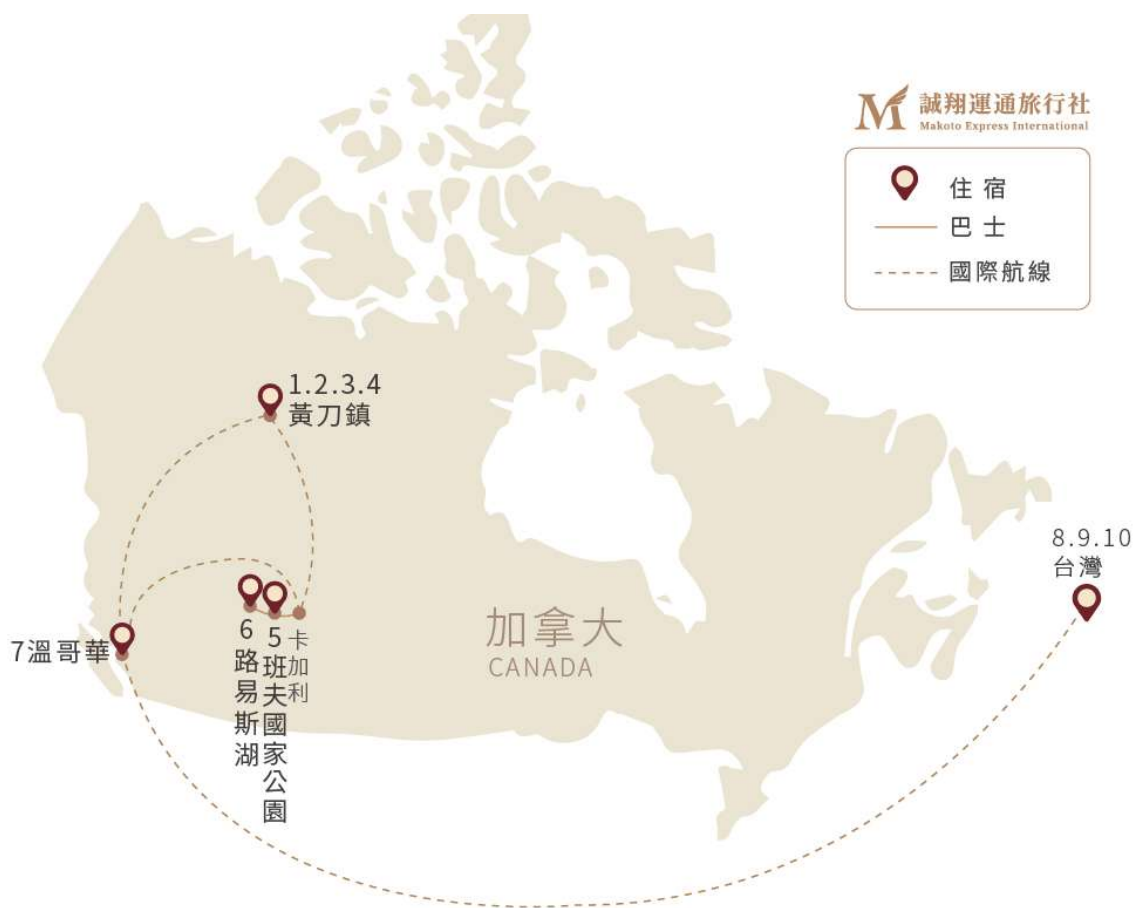 誠翔運通旅行社
Makoto Express International
住宿
巴士
國際航線
1.2.3.4
黃刀鎮
8.9.10
台灣
加拿大
CANADA
7溫哥華
6
路易斯湖
5
班夫國家公園
卡加利